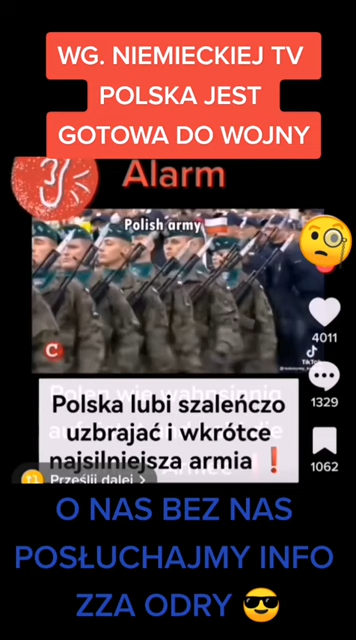 WG. NIEMIECKIEJ TV
POLSKA JEST
GOTOWA DO WOJNY
Alarm
Polish army
C
4011
TikTok
1329
Polska lubi szaleńczo
uzbrajać i wkrótce
najsilniejsza armia ❗
1062
Prześlij dalej >
O NAS BEZ NAS
POSŁUCHAJMY INFO
ZZA ODRY 😎